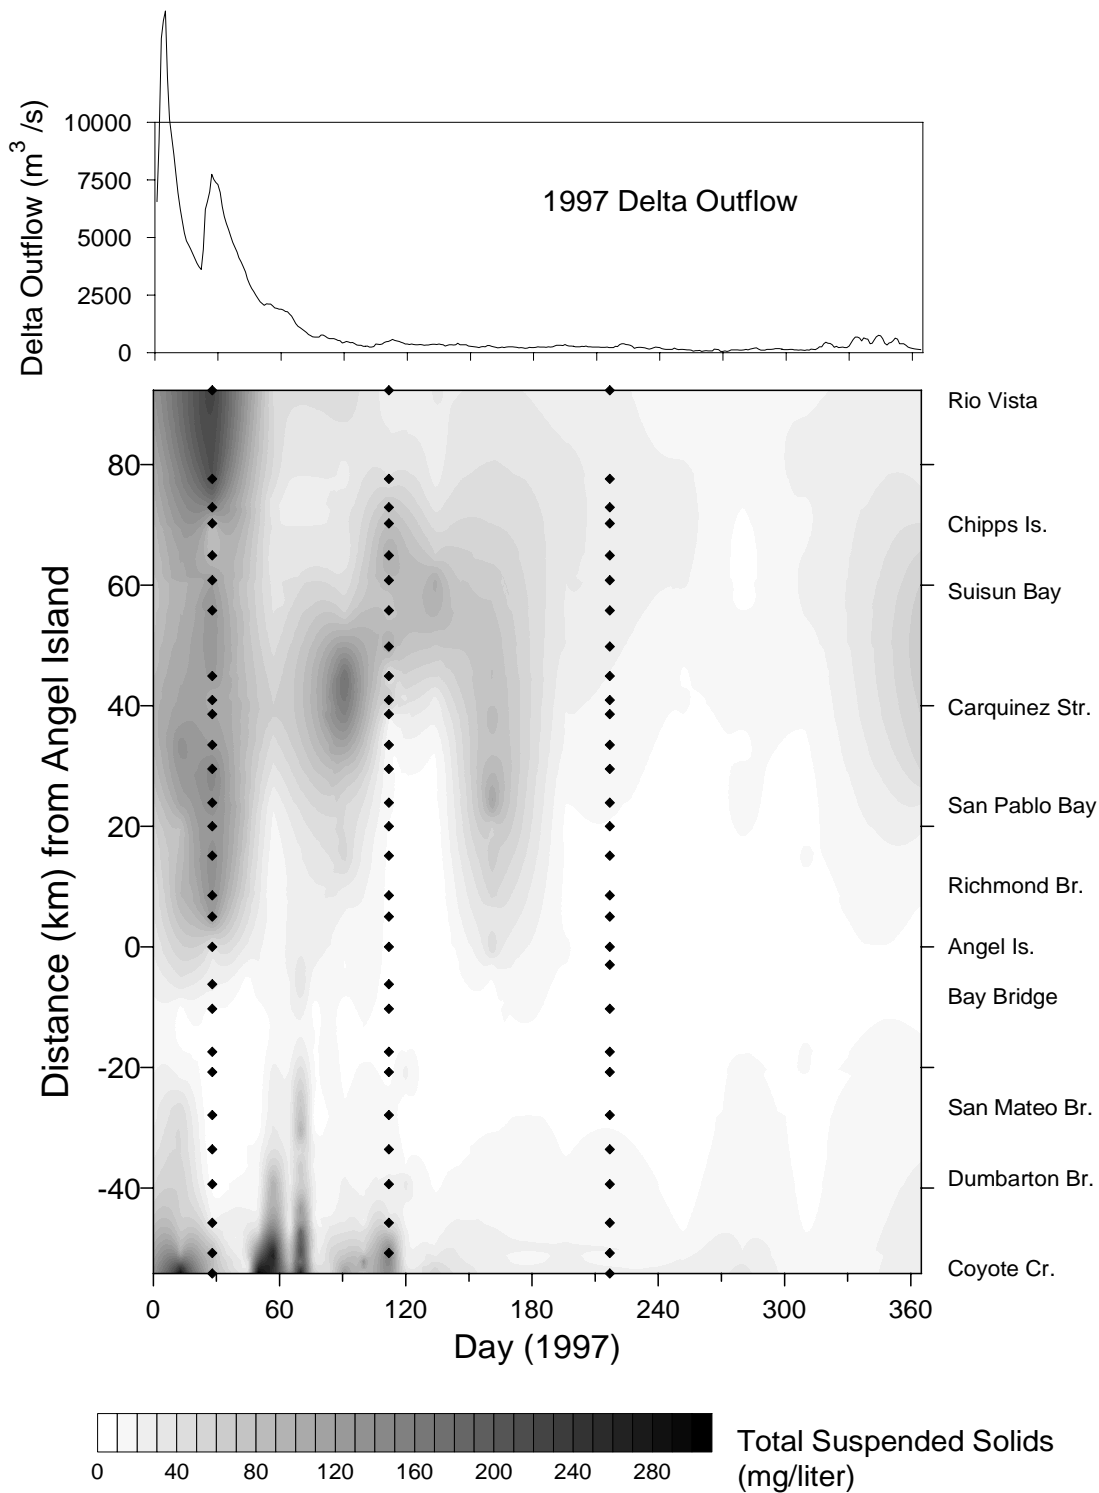 10000
7500
5000
2500
0
Delta Outflow (m3 /s)
1997 Delta Outflow
80
60
40
20
0
-20
-40
Distance (km) from Angel Island
Rio Vista
Chipps Is.
Suisun Bay
Carquinez Str.
San Pablo Bay
Richmond Br.
Angel Is.
Bay Bridge
San Mateo Br.
Dumbarton Br.
Coyote Cr.
0 60 120 180 240 300 360
Day (1997)
0 40 80 120 160 200 240 280
Total Suspended Solids
(mg/liter)